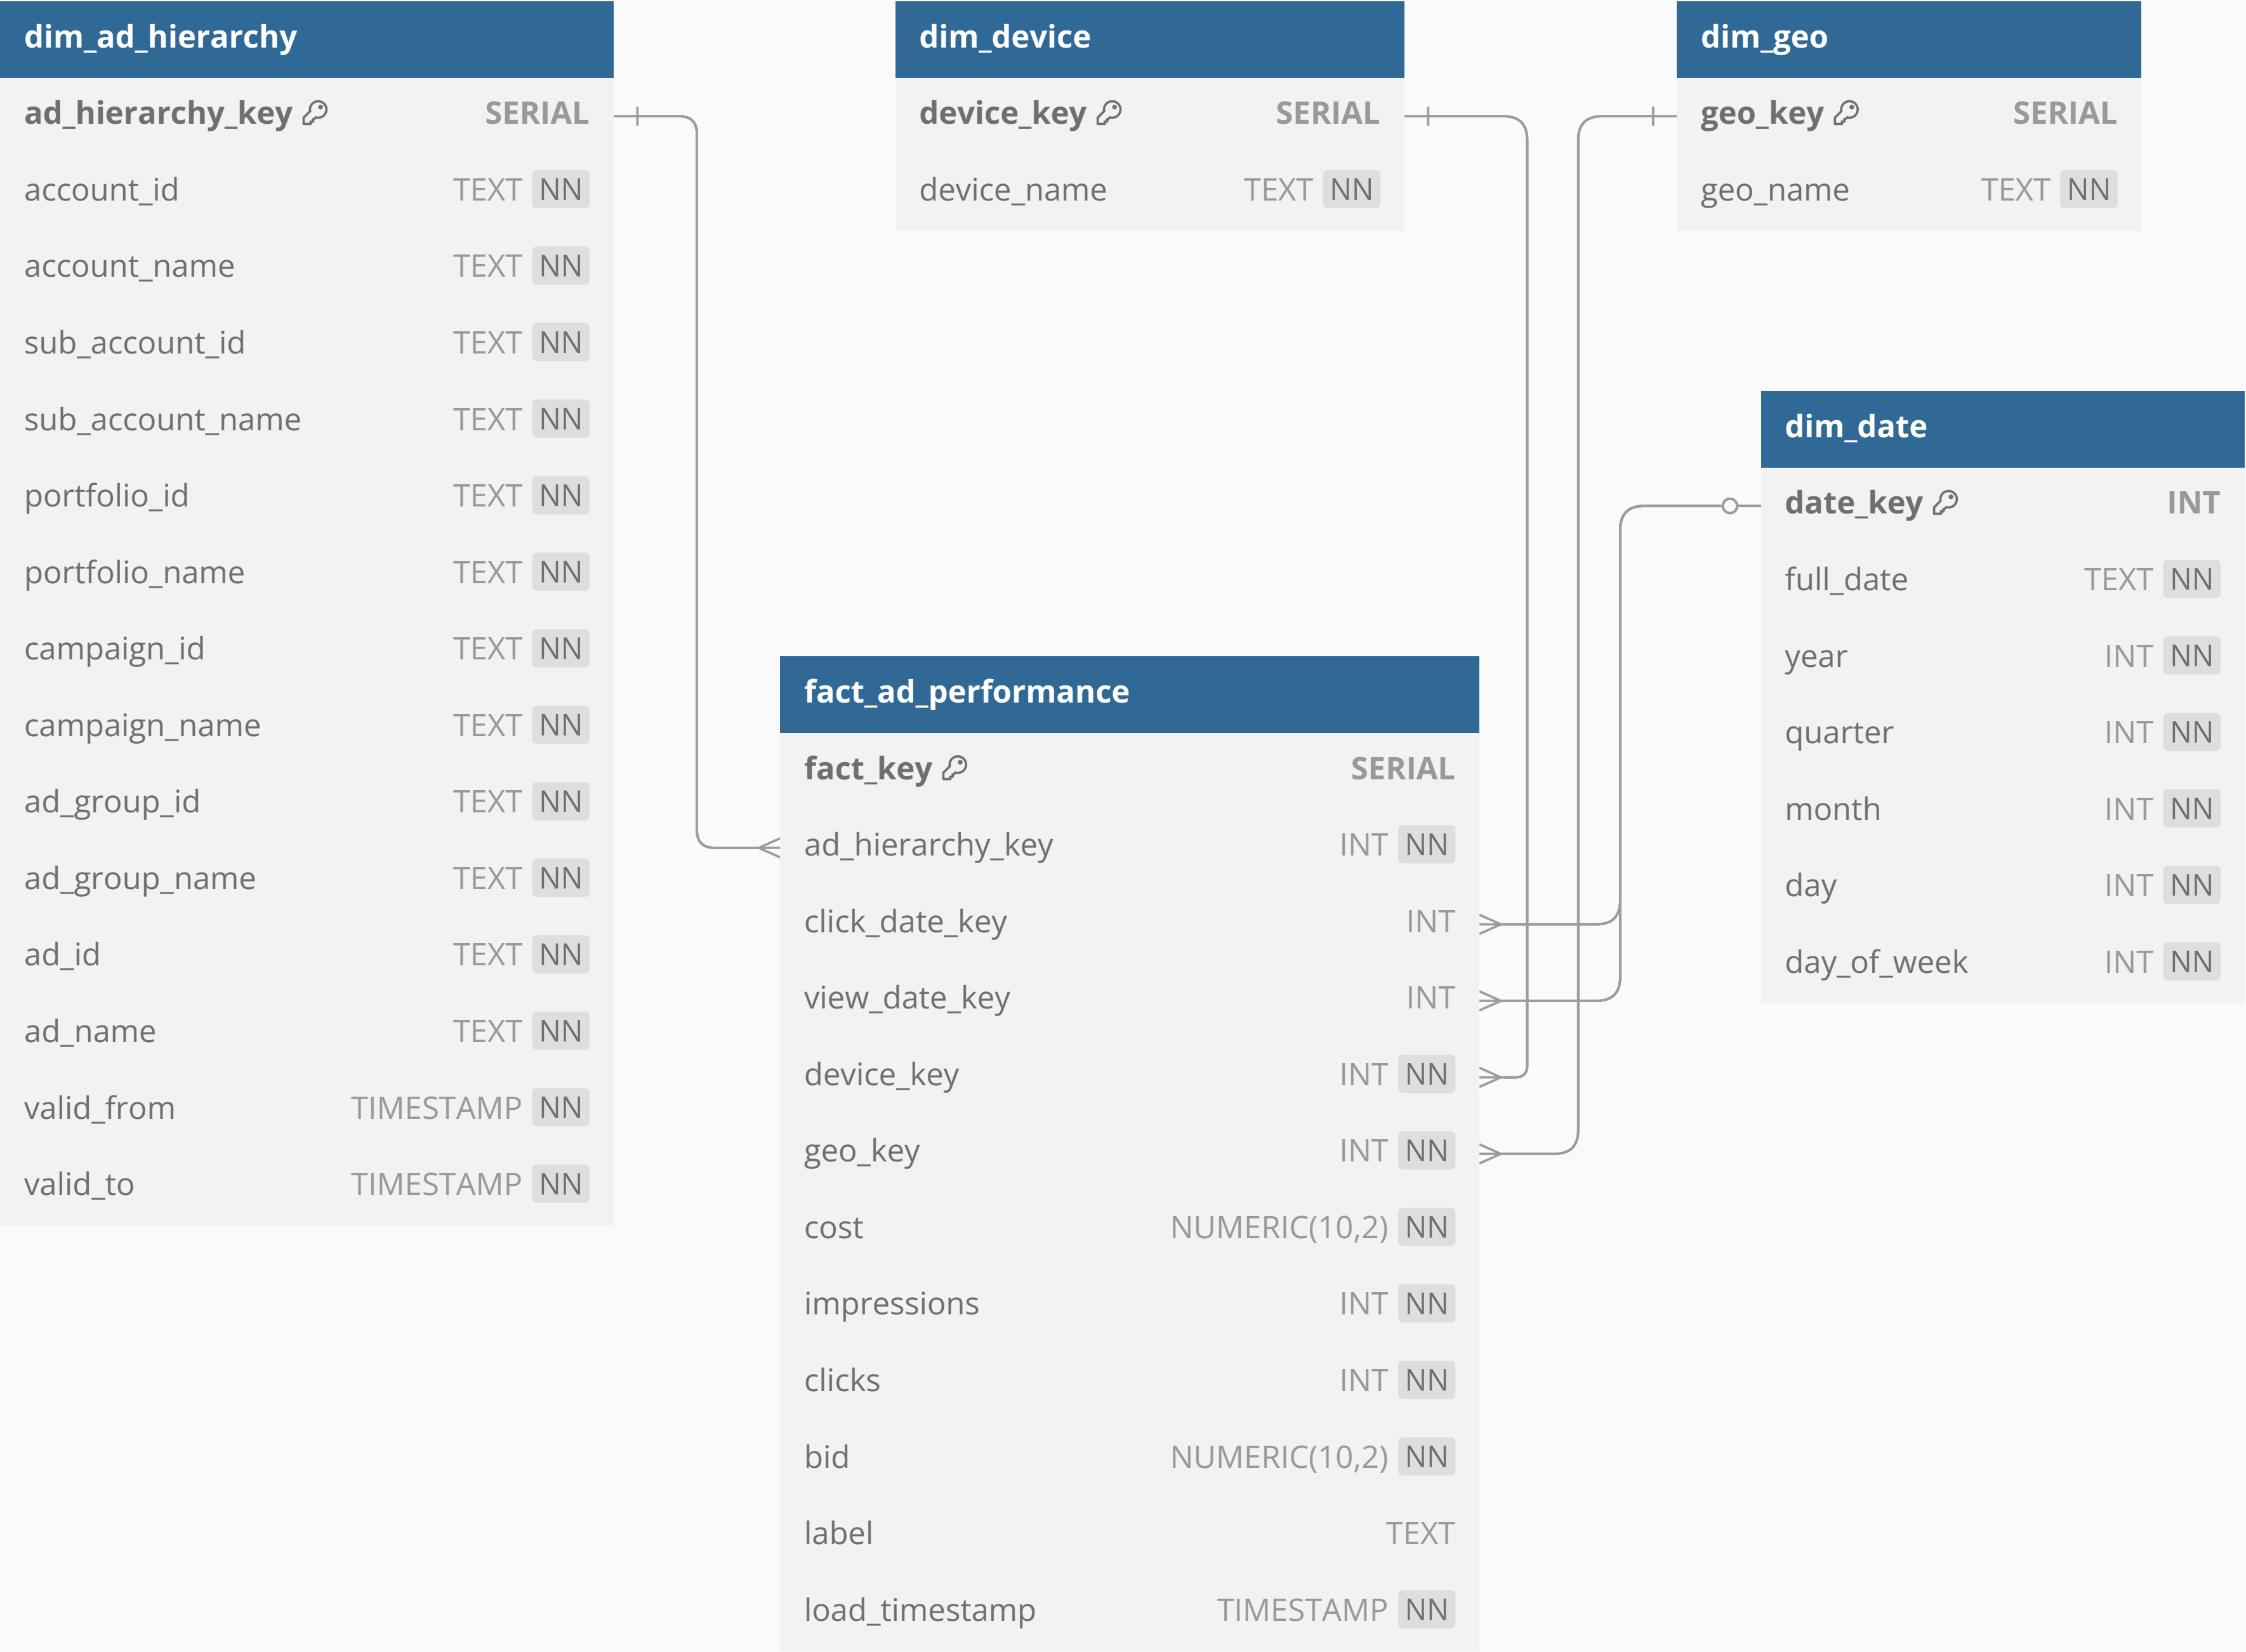 dim_ad_hierarchy
ad_hierarchy_key SERIAL
account_id TEXT NN
account_name TEXT NN
sub_account_id TEXT NN
sub_account_name TEXT NN
portfolio_id TEXT NN
portfolio_name TEXT NN
campaign_id TEXT NN
campaign_name TEXT NN
ad_group_id TEXT NN
ad_group_name TEXT NN
ad_id TEXT NN
ad_name TEXT NN
valid_from TIMESTAMP NN
valid_to TIMESTAMP NN
dim_device
device_key SERIAL
device_name TEXT NN
dim_geo
geo_key SERIAL
geo_name TEXT NN
dim_date
date_key INT
full_date TEXT NN
year INT NN
quarter INT NN
month INT NN
day INT NN
day_of_week INT NN
fact_ad_performance
fact_key SERIAL
ad_hierarchy_key INT NN
click_date_key INT
view_date_key INT
device_key INT NN
geo_key INT NN
cost NUMERIC(10,2) NN
impressions INT NN
clicks INT NN
bid NUMERIC(10,2) NN
label TEXT
load_timestamp TIMESTAMP NN